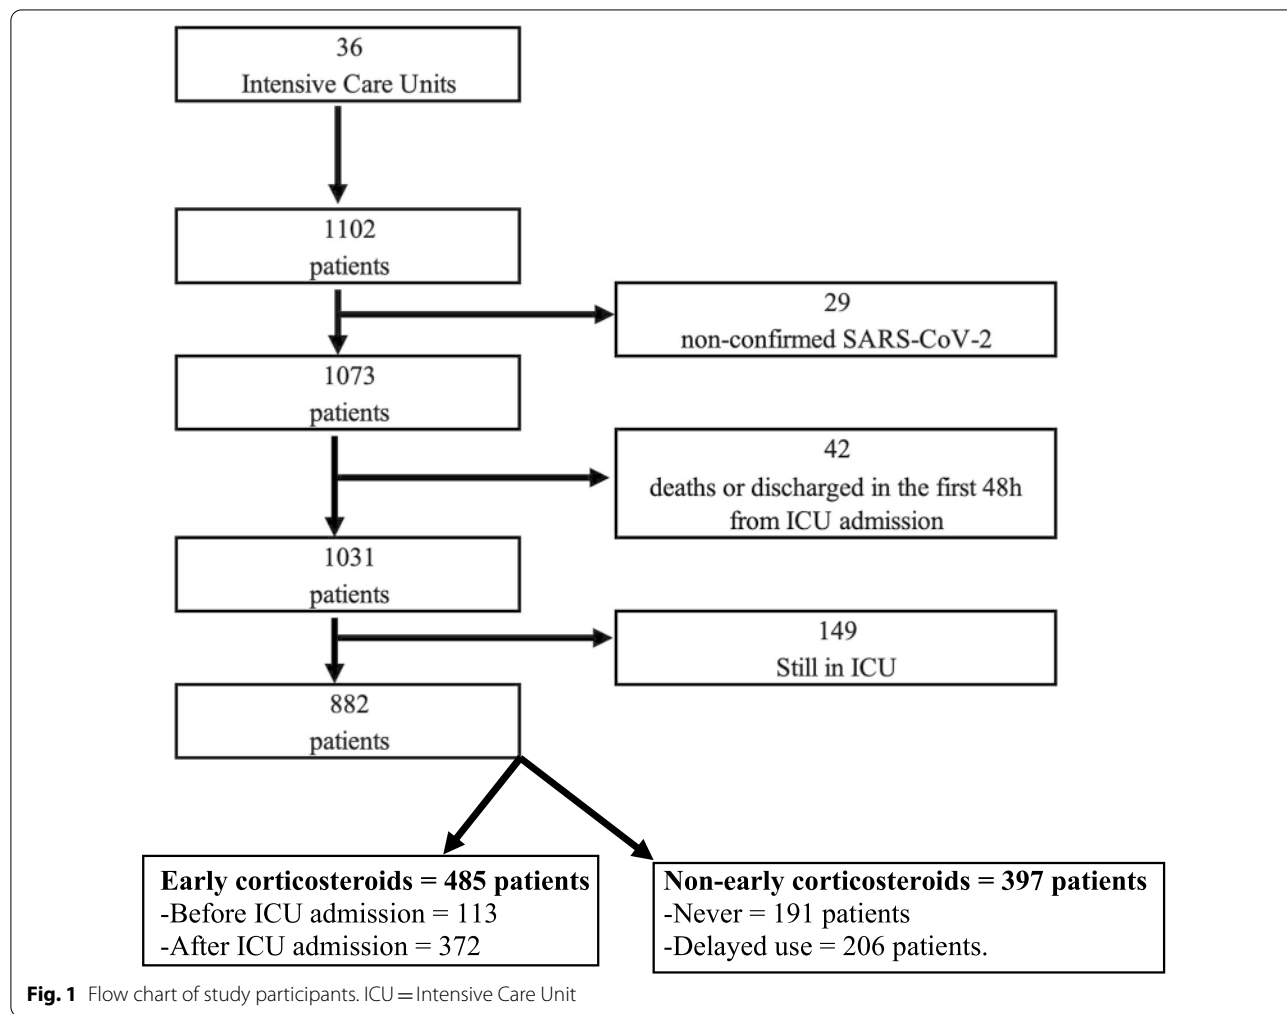 36
Intensive Care Units
1102
patients
29
non-confirmed SARS-CoV-2
1073
patients
42
deaths or discharged in the first 48h
from ICU admission
1031
patients
149
Still in ICU
882
patients
Early corticosteroids = 485 patients
-Before ICU admission = 113
-After ICU admission = 372
Non-early corticosteroids = 397 patients
-Never = 191 patients
-Delayed use = 206 patients.
Fig. 1 Flow chart of study participants. ICU = Intensive Care Unit